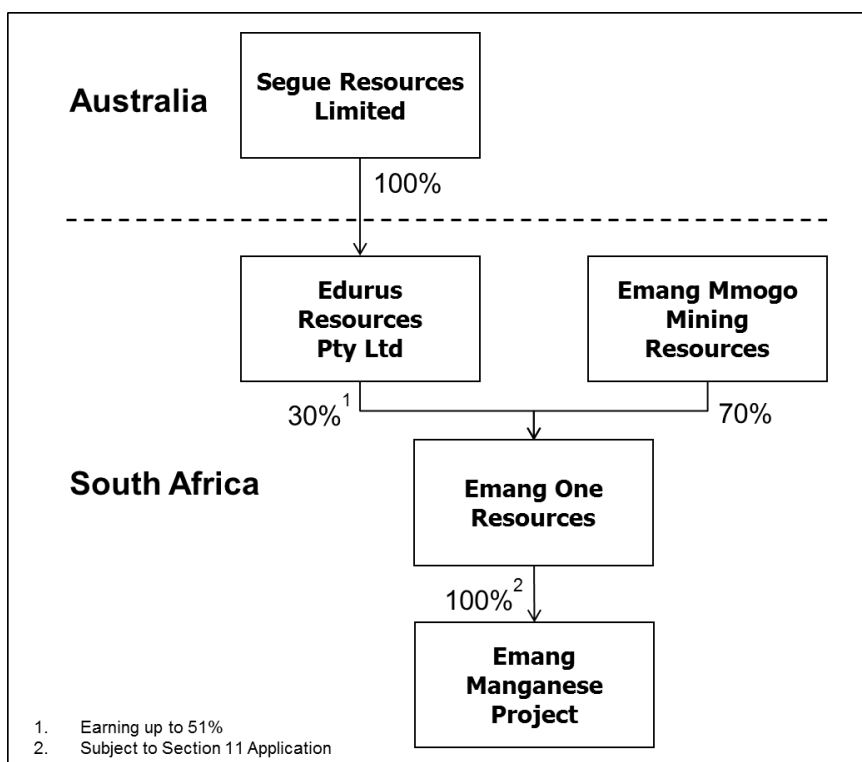 Australia
Segue Resources
Limited
100%
Edurus
Resources
Pty Ltd
Emang Mmogo
Mining
Resources
30%1
70%
South Africa
Emang One
Resources
100%2
Emang
Manganese
Project
1. Earning up to 51%
2. Subject to Section 11 Application